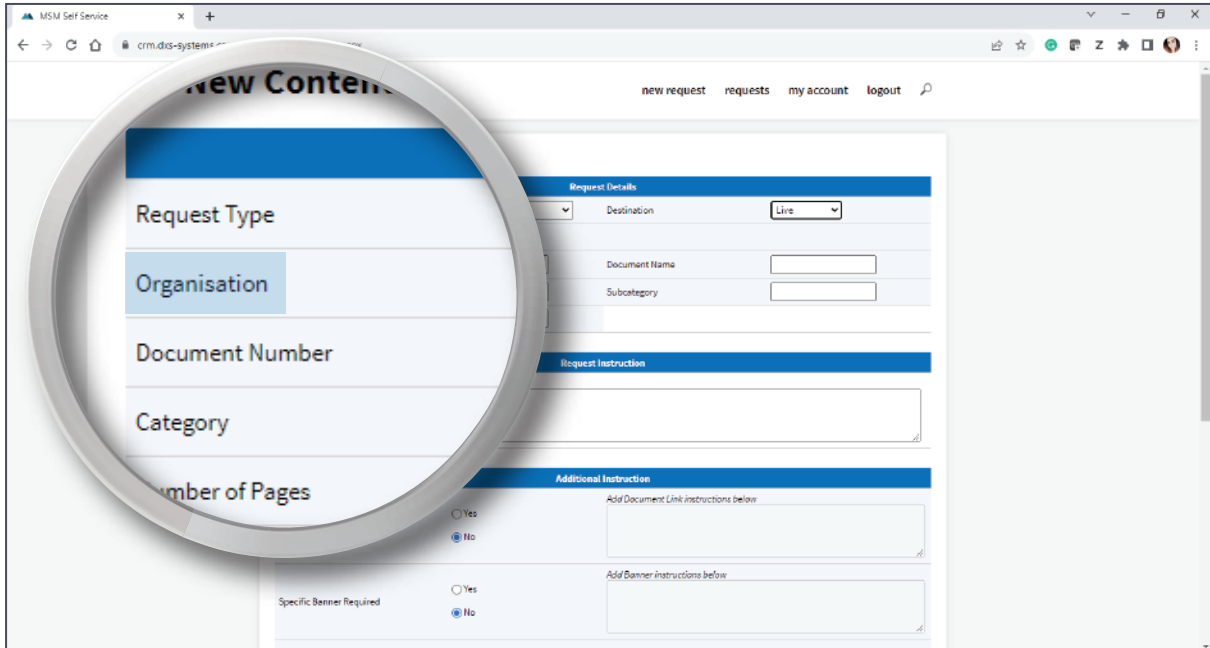 MSM Self Service
crm.dxs-systems.c
New Conten
new request requests my account logout
Request Details
Request Type
Destination Live
Organisation
Document Number
Document Name
Category
Subcategory
Number of Pages
Request Instruction
Additional Instruction
Add Document Link instructions below
Yes
No
Add Banner instructions below
Specific Banner Required
Yes
No